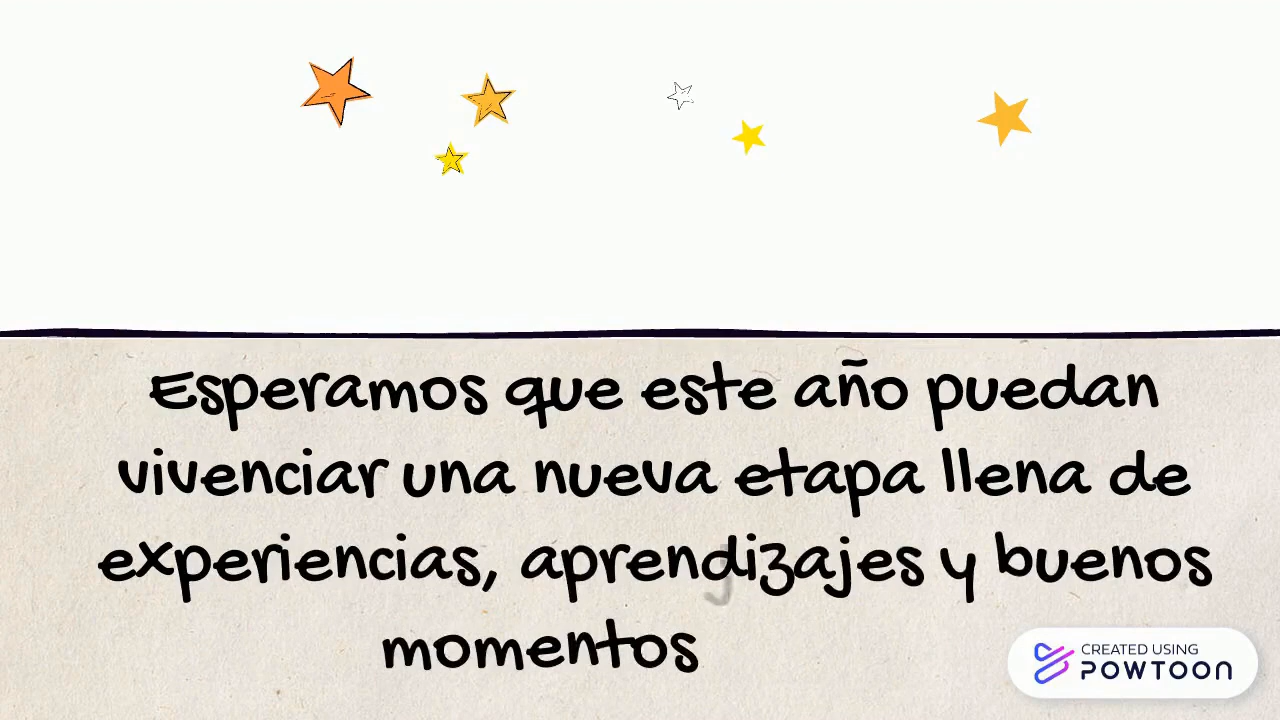 Esperamos que este año puedan
vivenciar una nueva etapa llena de
experiencias, aprendizajes y buenos
momentos
CREATED USING
POWTOON